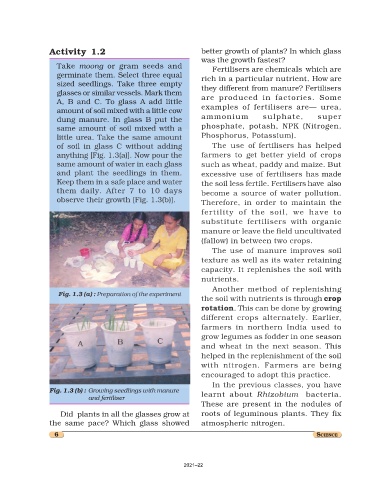 Activity 1.2
Take moong or gram seeds and
germinate them. Select three equal
sized seedlings. Take three empty
glasses or similar vessels. Mark them
A, B and C. To glass A add little
amount of soil mixed with a little cow
dung manure. In glass B put the
same amount of soil mixed with a
little urea. Take the same amount
of soil in glass C without adding
anything [Fig. 1.3(a)]. Now pour the
same amount of water in each glass
and plant the seedlings in them.
Keep them in a safe place and water
them daily. After 7 to 10 days
observe their growth [Fig. 1.3(b)].
Fig. 1.3 (a) : Preparation of the experiment
A B C
Fig. 1.3 (b) : Growing seedlings with manure
and fertiliser
Did plants in all the glasses grow at
the same pace? Which glass showed
better growth of plants? In which glass
was the growth fastest?
Fertilisers are chemicals which are
rich in a particular nutrient. How are
they different from manure? Fertilisers
are produced in factories. Some
examples of fertilisers are— urea,
ammonium sulphate, super
phosphate, potash, NPK (Nitrogen,
Phosphorus, Potassium).
The use of fertilisers has helped
farmers to get better yield of crops
such as wheat, paddy and maize. But
excessive use of fertilisers has made
the soil less fertile. Fertilisers have also
become a source of water pollution.
Therefore, in order to maintain the
fertility of the soil, we have to
substitute fertilisers with organic
manure or leave the field uncultivated
(fallow) in between two crops.
The use of manure improves soil
texture as well as its water retaining
capacity. It replenishes the soil with
nutrients.
Another method of replenishing
the soil with nutrients is through crop
rotation. This can be done by growing
different crops alternately. Earlier,
farmers in northern India used to
grow legumes as fodder in one season
and wheat in the next season. This
helped in the replenishment of the soil
with nitrogen. Farmers are being
encouraged to adopt this practice.
In the previous classes, you have
learnt about Rhizobium bacteria.
These are present in the nodules of
roots of leguminous plants. They fix
atmospheric nitrogen.
6
SCIENCE
2021–22